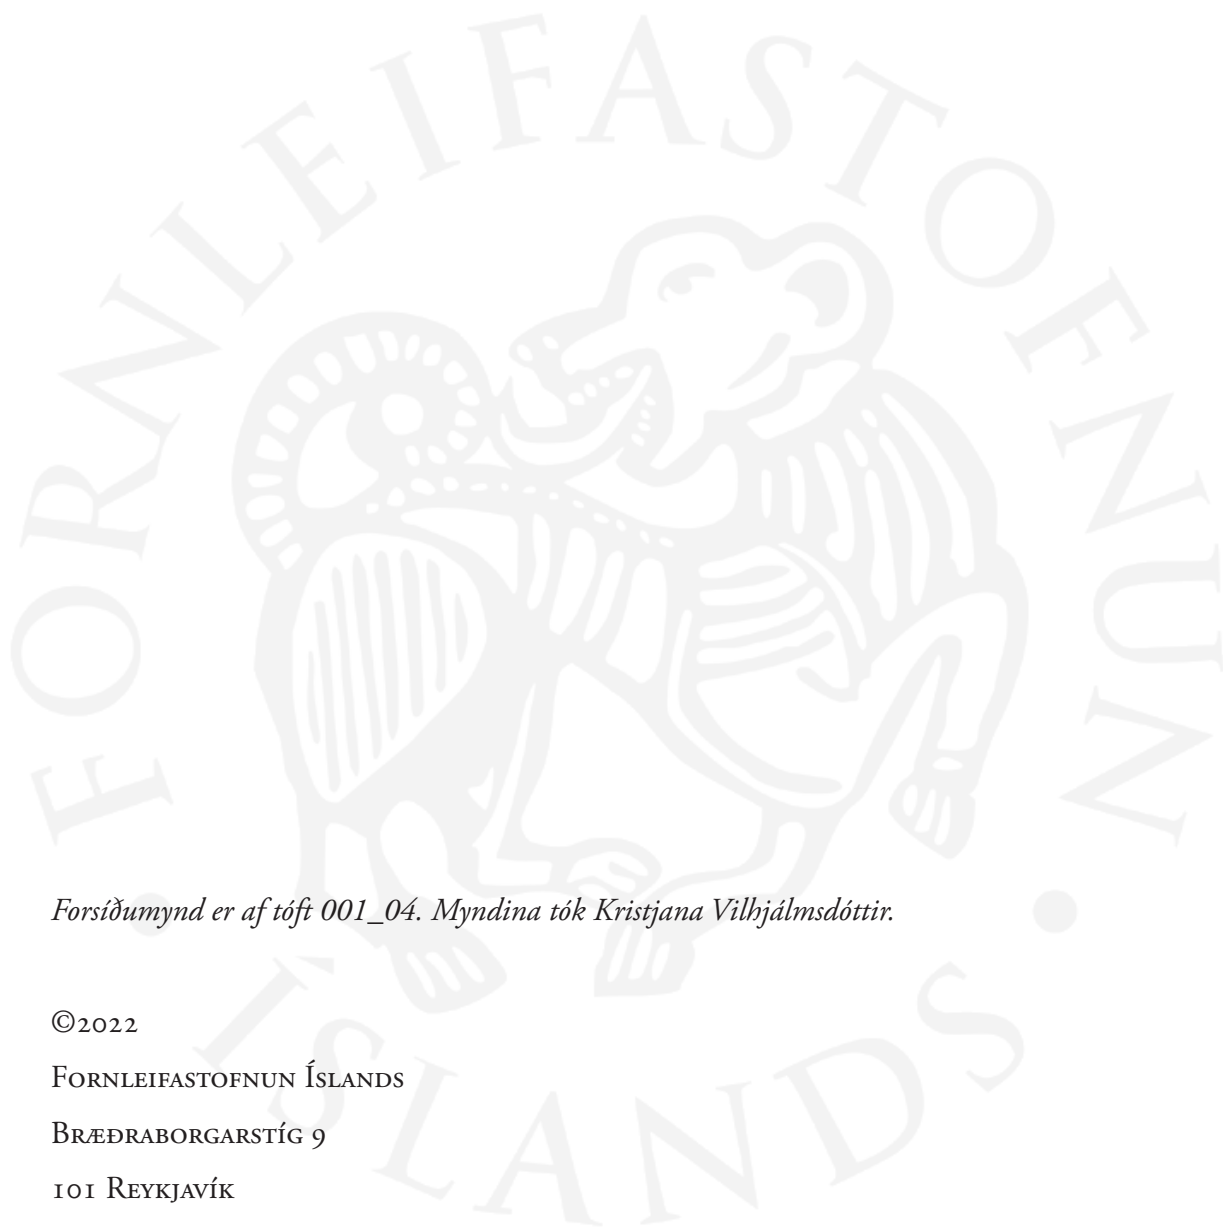 FORNLEIFASTOFNUN
• ÍSLANDS •
Forsíðumynd er af tóft 001_04. Myndina tók Kristjana Vilhjálmsdóttir.
©2022
Fornleifastofnun Íslands
Bræðraborgarstíg 9
101 Reykjavík